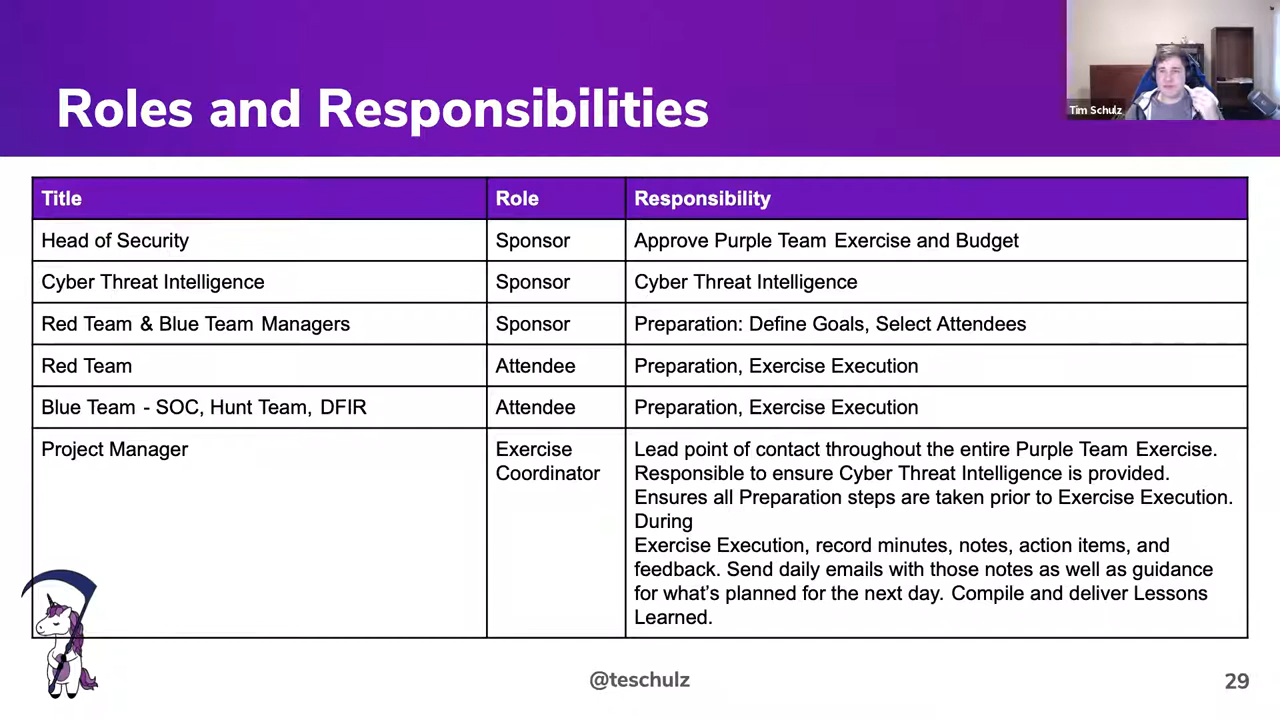 Roles and Responsibilities
Tim Schulz
Title Role Responsibility
Head of Security Sponsor Approve Purple Team Exercise and Budget
Cyber Threat Intelligence Sponsor Cyber Threat Intelligence
Red Team & Blue Team Managers Sponsor Preparation: Define Goals, Select Attendees
Red Team Attendee Preparation, Exercise Execution
Blue Team - SOC, Hunt Team, DFIR Attendee Preparation, Exercise Execution
Project Manager Exercise Lead point of contact throughout the entire Purple Team Exercise.
Coordinator Responsible to ensure Cyber Threat Intelligence is provided.
Ensures all Preparation steps are taken prior to Exercise Execution.
During
Exercise Execution, record minutes, notes, action items, and
feedback. Send daily emails with those notes as well as guidance
for what's planned for the next day. Compile and deliver Lessons
Learned.
@teschulz
29